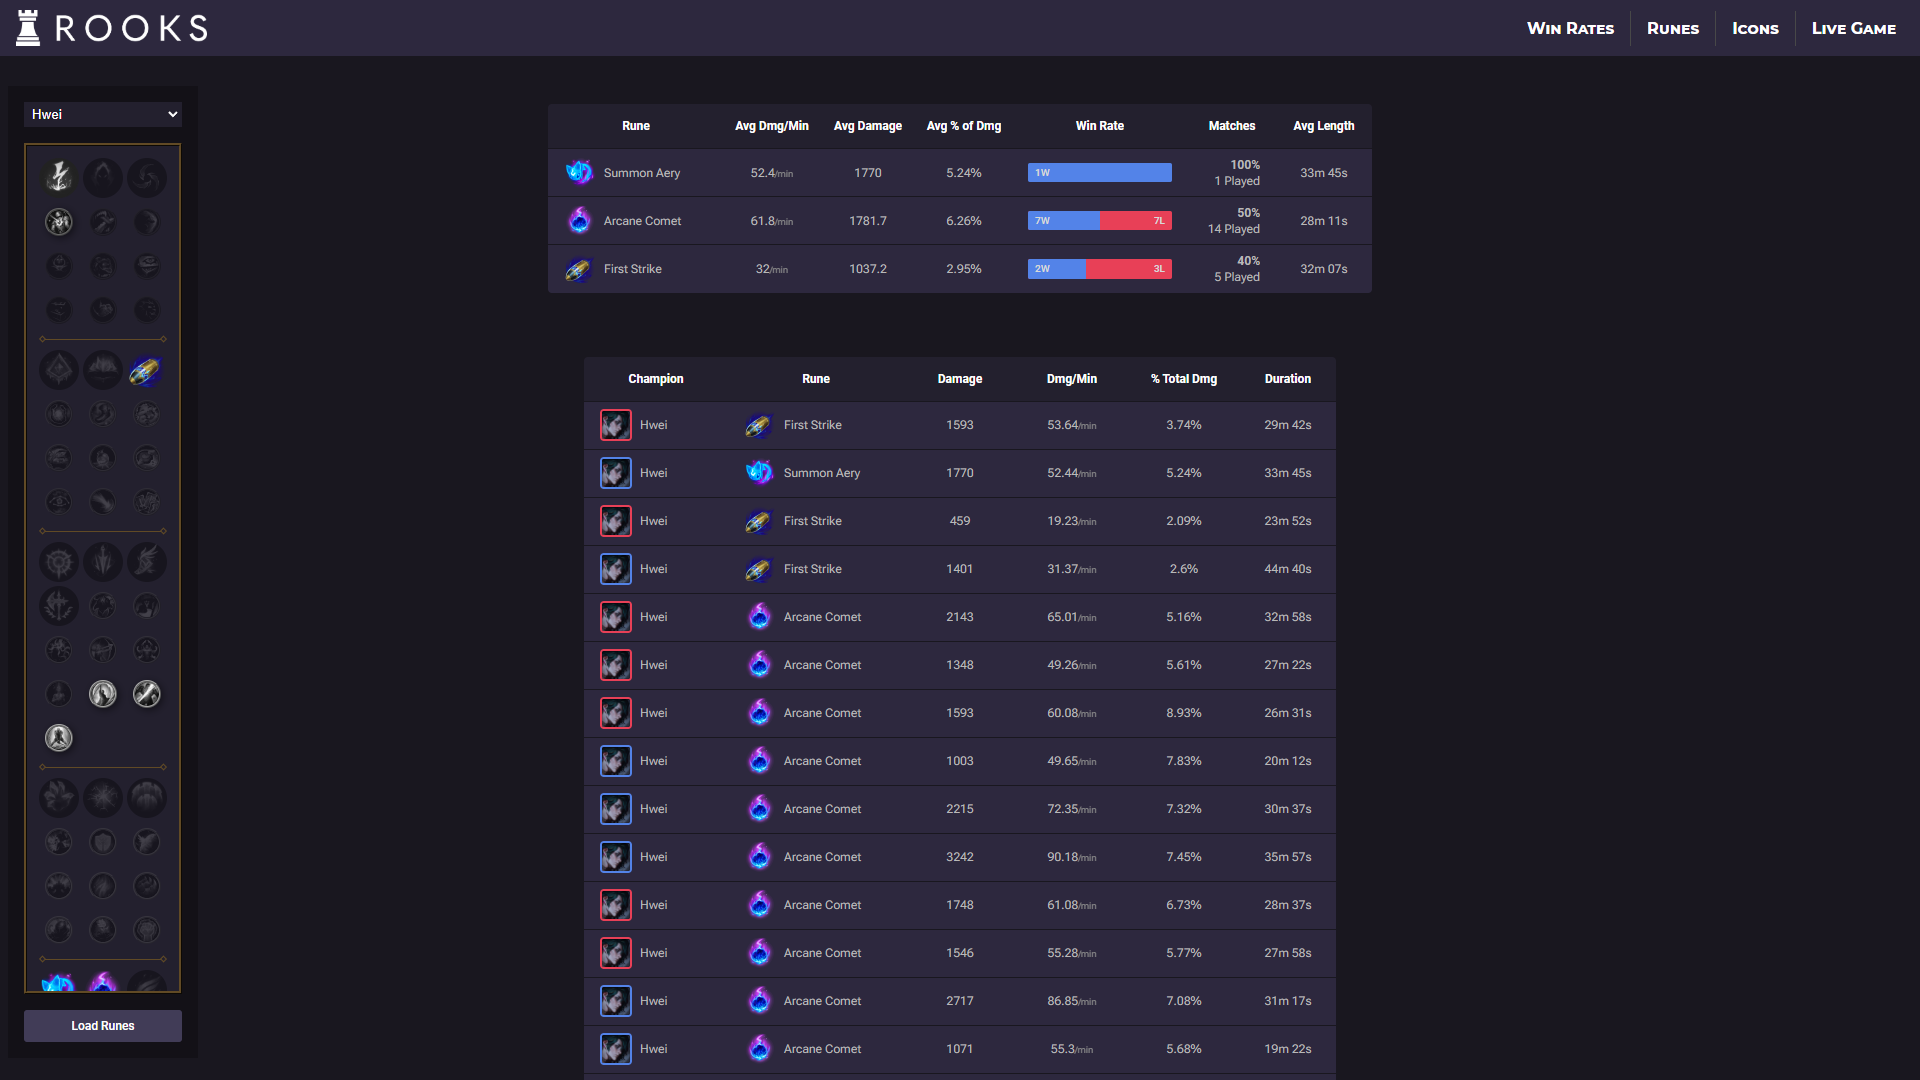 ROOKS
Win Rates Runes Icons Live Game
Hwei
Load Runes
Rune Avg Dmg/Min Avg Damage Avg % of Dmg Win Rate Matches Avg Length
Summon Aery 52.4/min 1770 5.24% 1W 100% 1 Played 33m 45s
Arcane Comet 61.8/min 1781.7 6.26% 7W 7L 50% 14 Played 28m 11s
First Strike 32/min 1037.2 2.95% 2W 3L 40% 5 Played 32m 07s
Champion Rune Damage Dmg/Min % Total Dmg Duration
Hwei First Strike 1593 53.64/min 3.74% 29m 42s
Hwei Summon Aery 1770 52.44/min 5.24% 33m 45s
Hwei First Strike 459 19.23/min 2.09% 23m 52s
Hwei First Strike 1401 31.37/min 2.6% 44m 40s
Hwei Arcane Comet 2143 65.01/min 5.16% 32m 58s
Hwei Arcane Comet 1348 49.26/min 5.61% 27m 22s
Hwei Arcane Comet 1593 60.08/min 8.93% 26m 31s
Hwei Arcane Comet 1003 49.65/min 7.83% 20m 12s
Hwei Arcane Comet 2215 72.35/min 7.32% 30m 37s
Hwei Arcane Comet 3242 90.18/min 7.45% 35m 57s
Hwei Arcane Comet 1748 61.08/min 6.73% 28m 37s
Hwei Arcane Comet 1546 55.28/min 5.77% 27m 58s
Hwei Arcane Comet 2717 86.85/min 7.08% 31m 17s
Hwei Arcane Comet 1071 55.3/min 5.68% 19m 22s